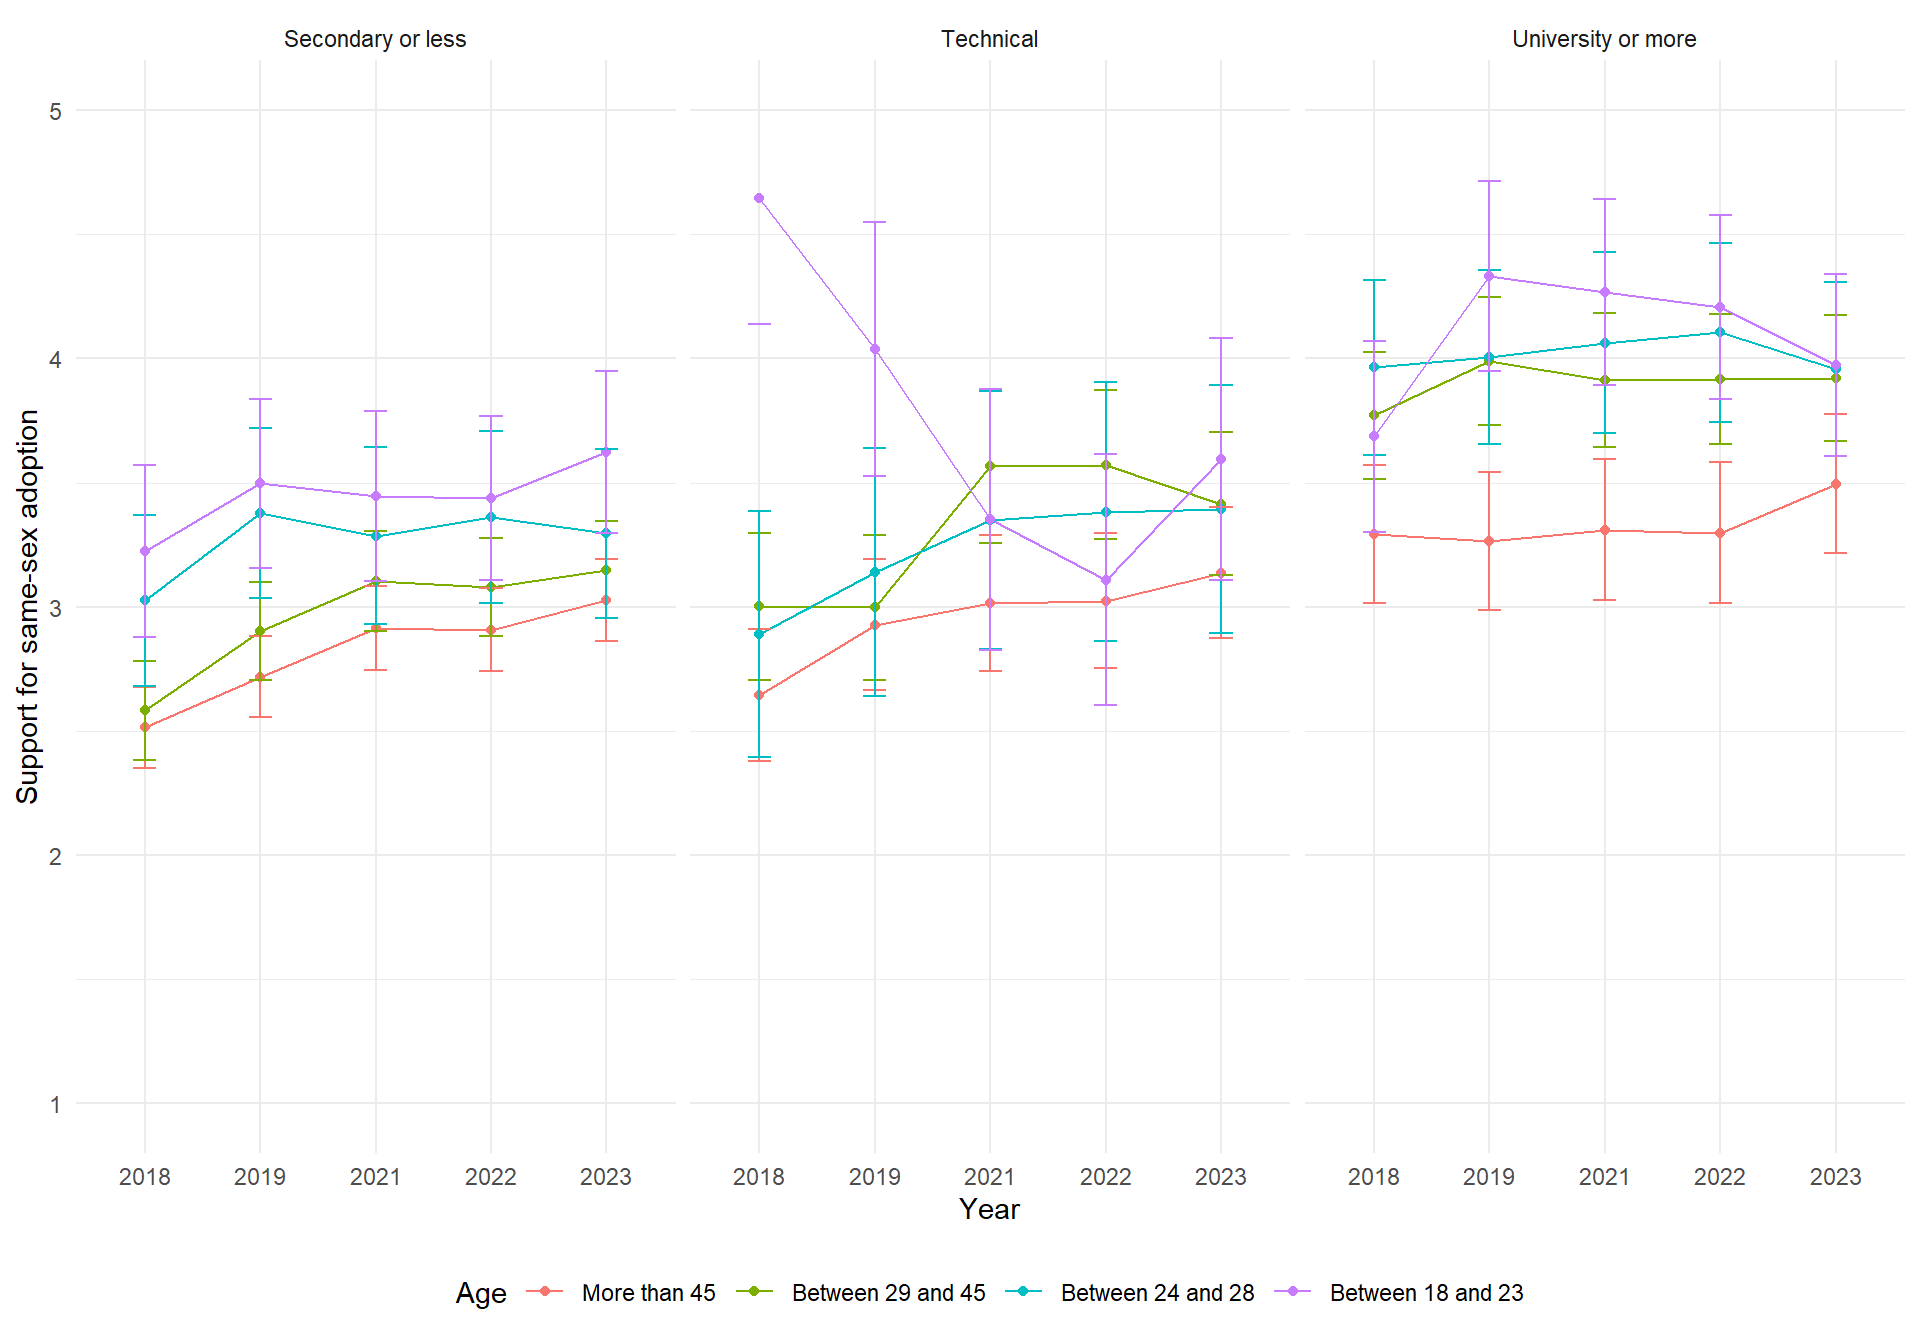 Secondary or less
Technical
University or more
Support for same-sex adoption
5
4
3
2
1
2018 2019 2021 2022 2023
2018 2019 2021 2022 2023
2018 2019 2021 2022 2023
Year
Age More than 45 Between 29 and 45 Between 24 and 28 Between 18 and 23